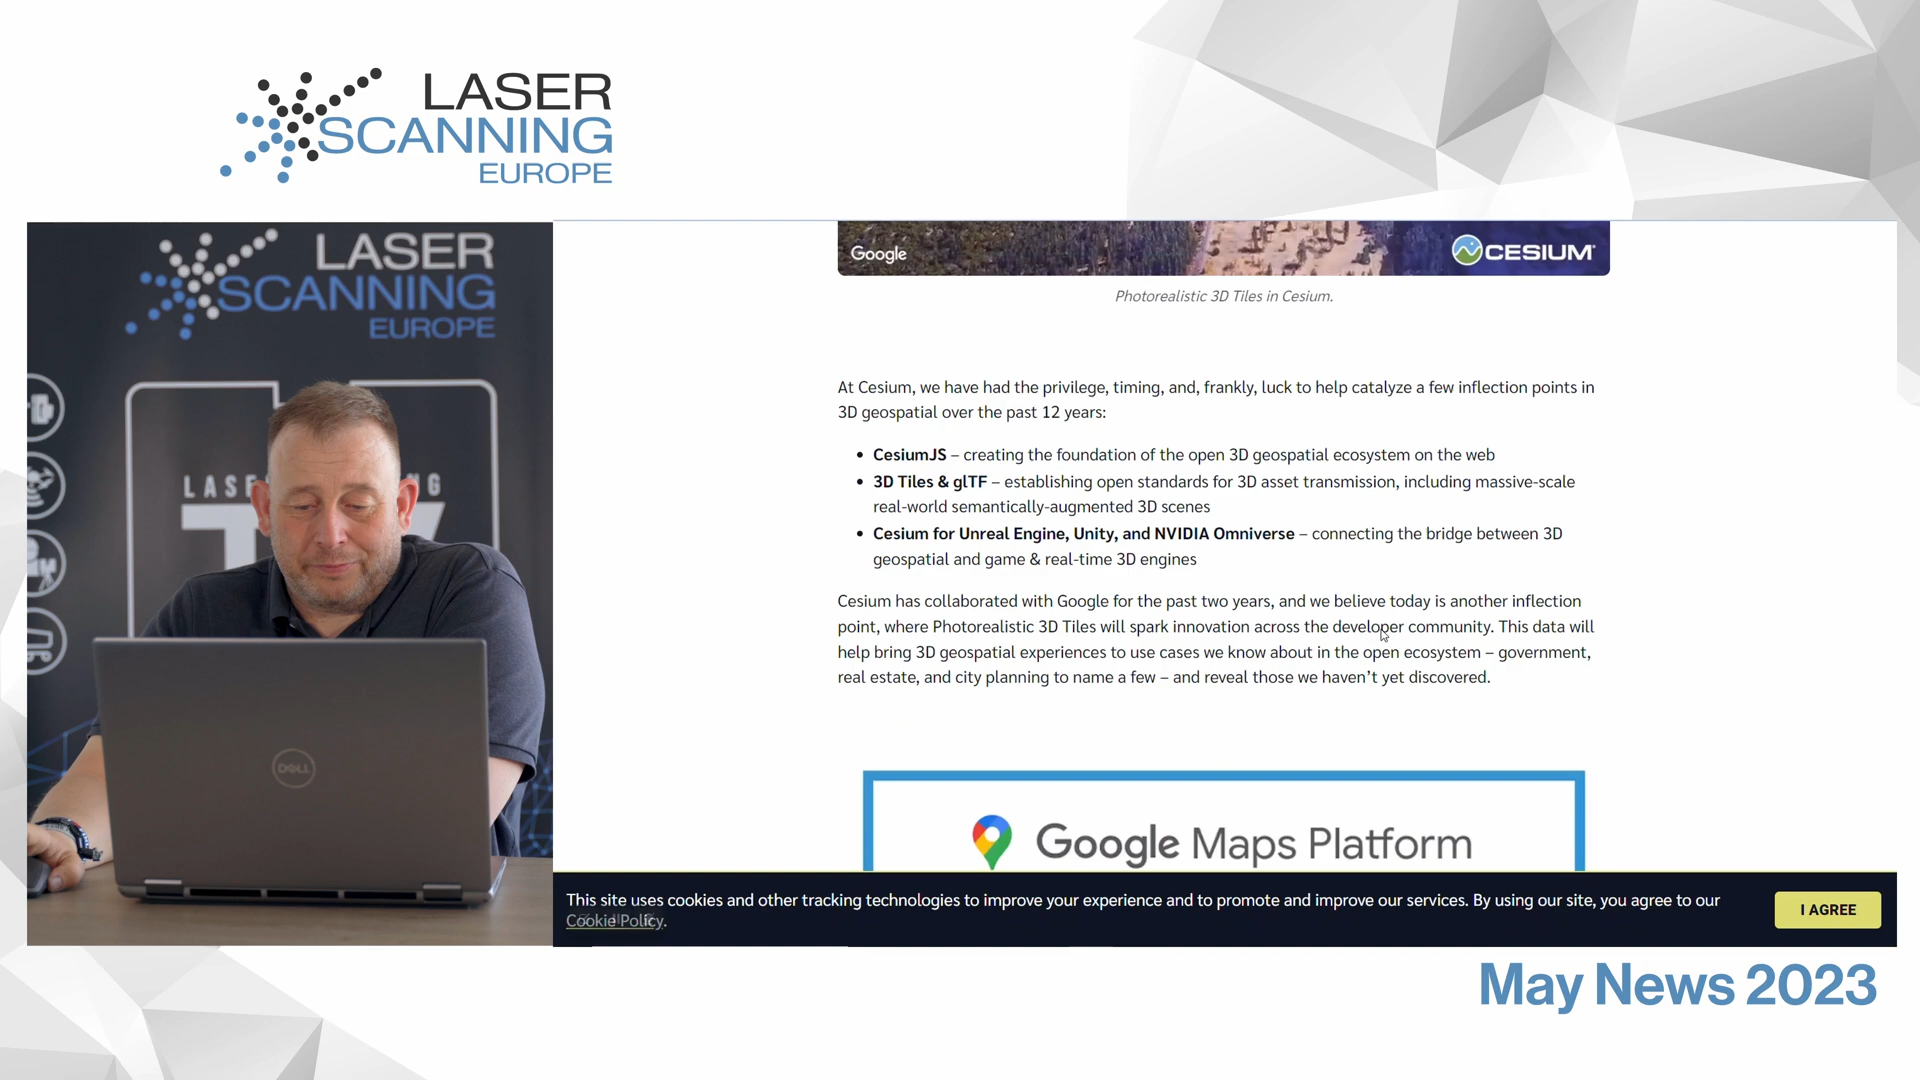 LASER
SCANNING
EUROPE
LASER
SCANNING
EUROPE
Google
CESIUM
Photorealistic 3D Tiles in Cesium.
At Cesium, we have had the privilege, timing, and, frankly, luck to help catalyze a few inflection points in
3D geospatial over the past 12 years:
• CesiumJS – creating the foundation of the open 3D geospatial ecosystem on the web
• 3D Tiles & glTF – establishing open standards for 3D asset transmission, including massive-scale
real-world semantically-augmented 3D scenes
• Cesium for Unreal Engine, Unity, and NVIDIA Omniverse – connecting the bridge between 3D
geospatial and game & real-time 3D engines
Cesium has collaborated with Google for the past two years, and we believe today is another inflection
point, where Photorealistic 3D Tiles will spark innovation across the developer community. This data will
help bring 3D geospatial experiences to use cases we know about in the open ecosystem – government,
real estate, and city planning to name a few – and reveal those we haven't yet discovered.
Google Maps Platform
DELL
This site uses cookies and other tracking technologies to improve your experience and to promote and improve our services. By using our site, you agree to our
Cookie Policy.
I AGREE
May News 2023